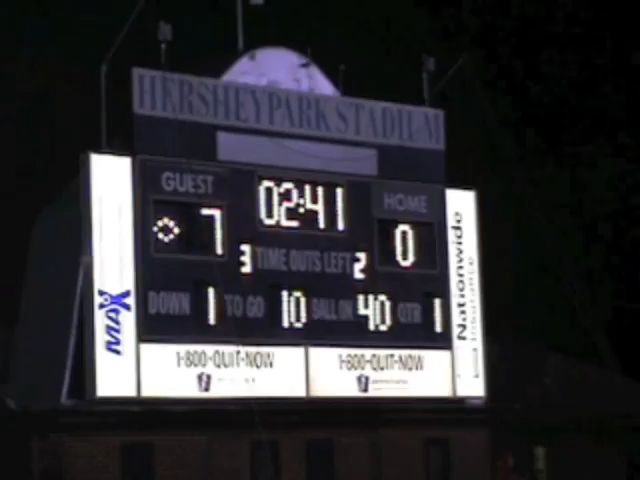 HERSHEYPARK STADIUM
GUEST 02:41 HOME
7 0
3 TIME OUTS LEFT 2
DOWN 1 TO GO 10 BALL ON 40 QTR 1
1-800-QUIT-NOW 1-800-QUIT-NOW
Nationwide
Insurance